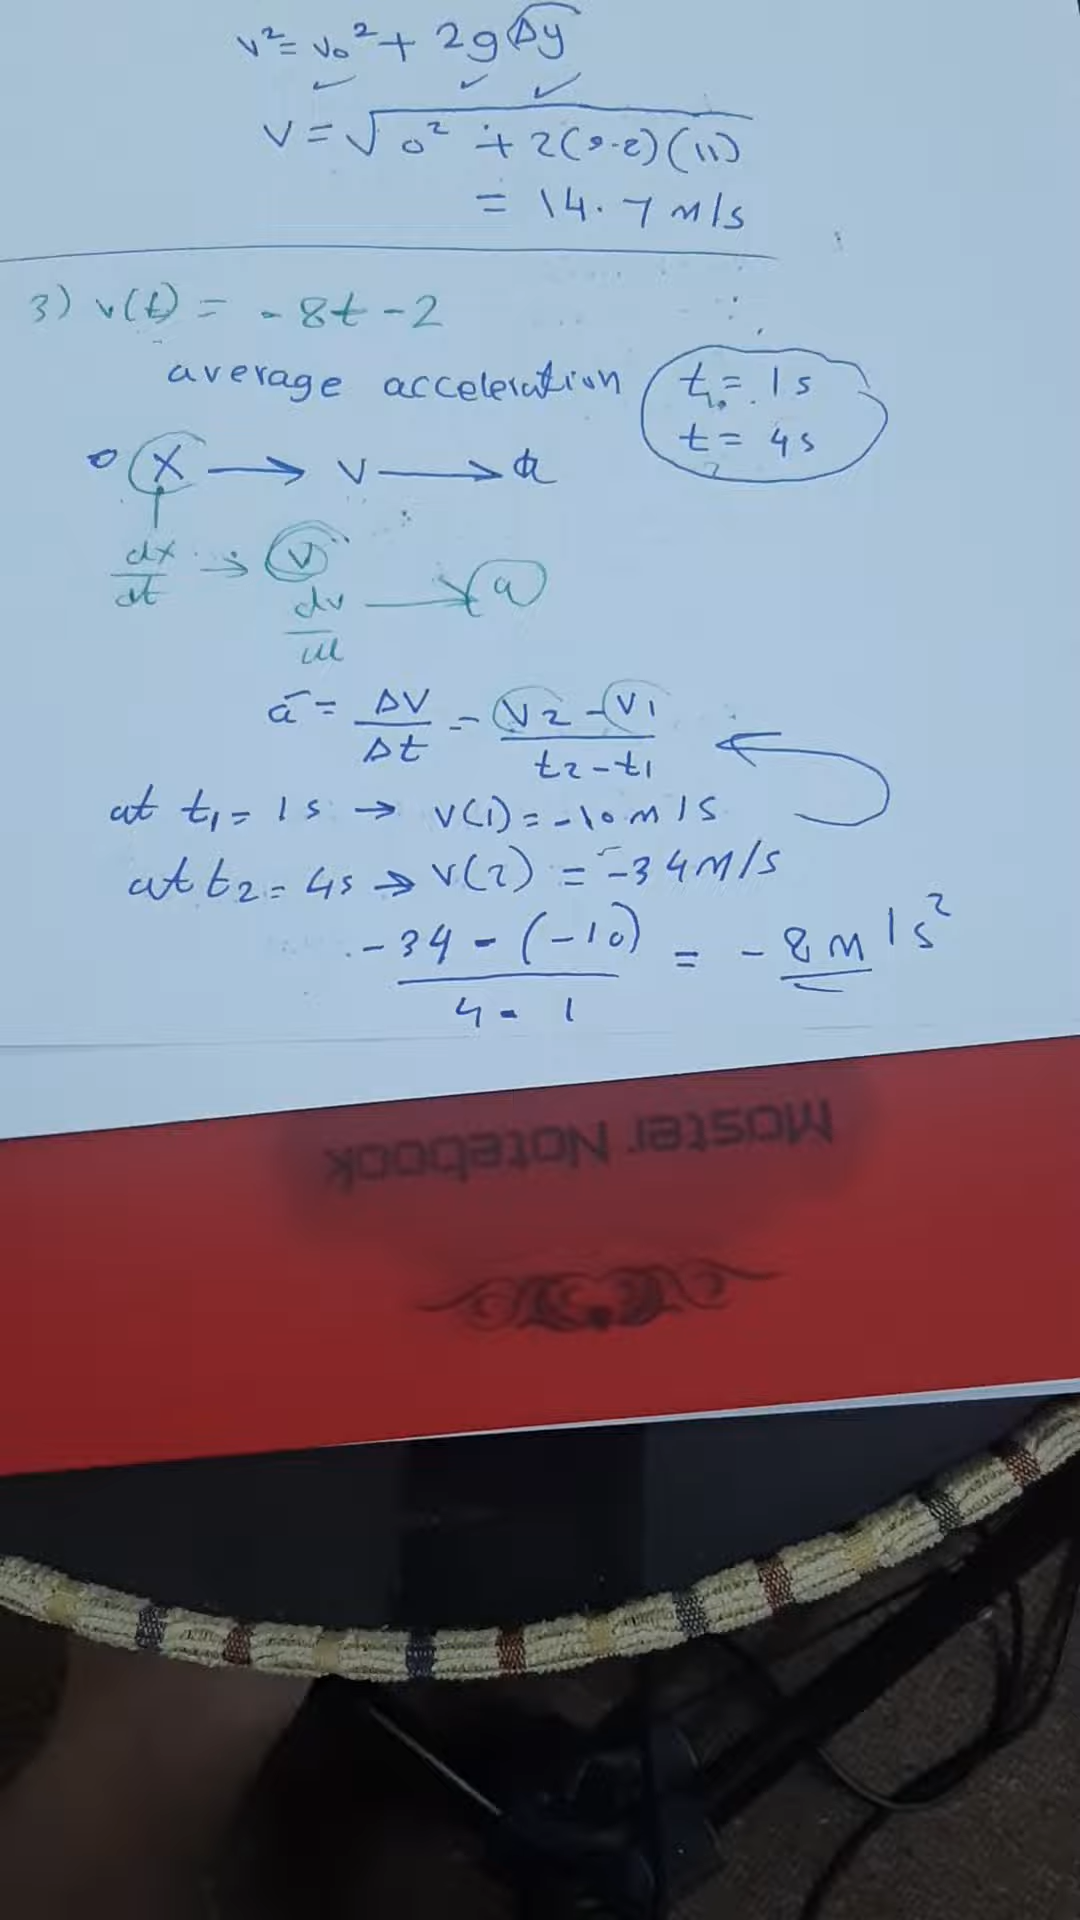 v² = v₀² + 2gΔy
v = √0² + 2(9.8)(11)
= 14.7 m/s
3) v(t) = -8t - 2
average acceleration
t₁ = 1s
t₂ = 4s
X → v → a
dx/dt → v
dv/dt → a
ā = Δv/Δt = v2 - v1/t2 - t1
at t₁ = 1s → v(1) = -10 m/s
at t2 = 4s → v(2) = -34 m/s
-34 - (-10)/4 - 1 = -8 m/s²
Moster Notebook